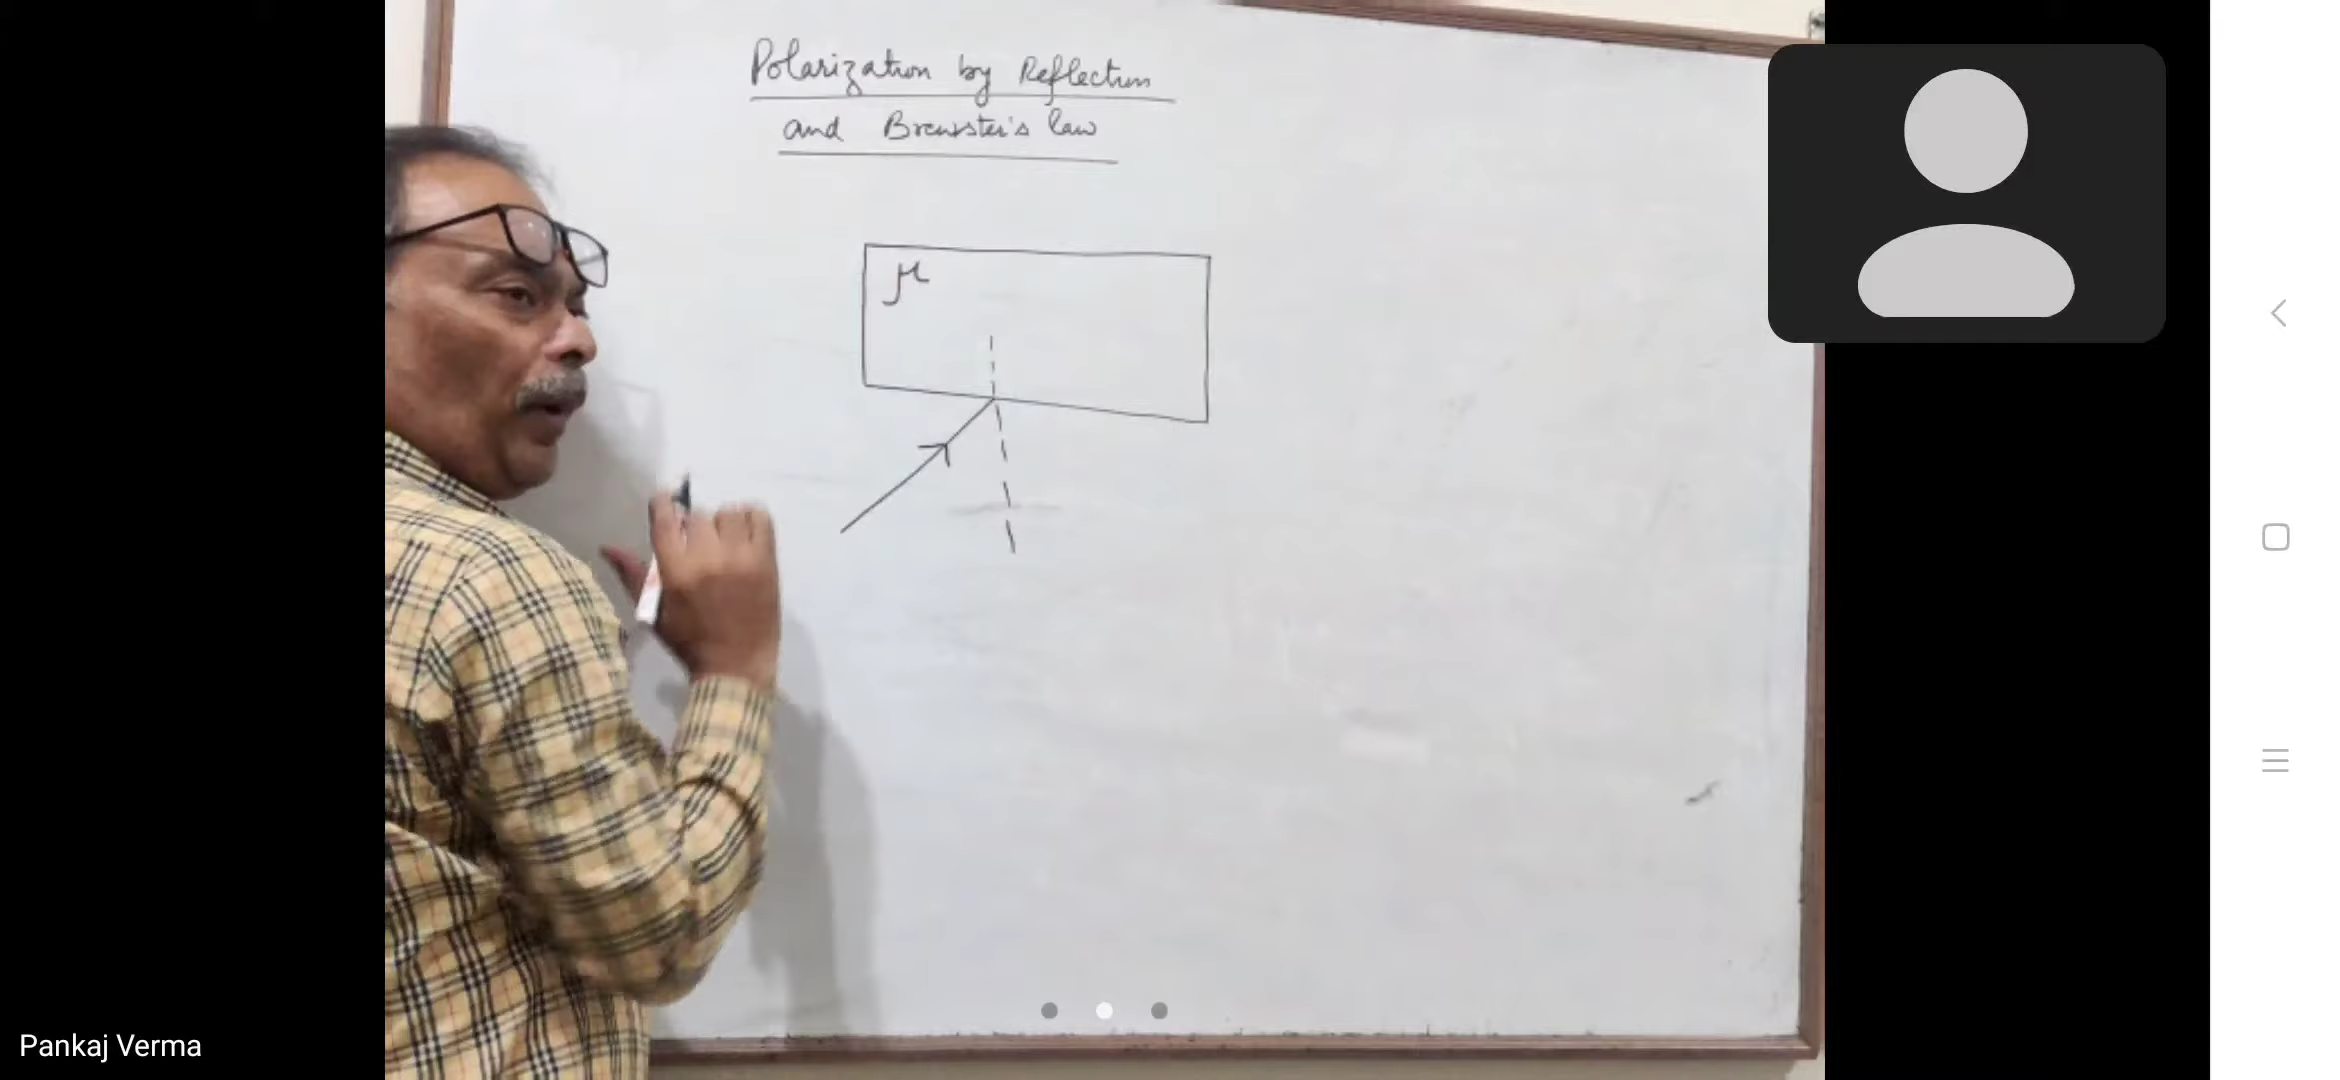 Polarization by Reflection
and Brewster's law
μ
Pankaj Verma